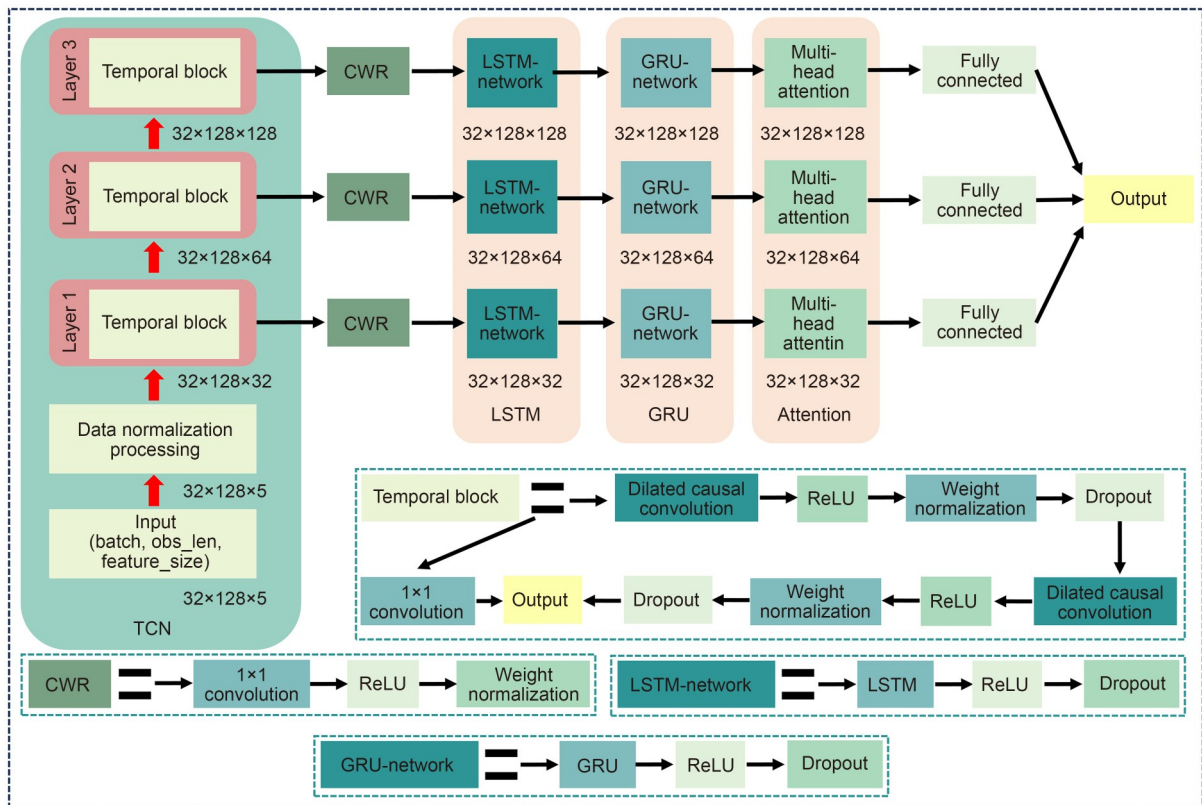 Layer 3
Temporal block
CWR
LSTM-
network
GRU-
network
Multi-
head
attention
Fully
connected
32×128×128
32×128×128
32×128×128
32×128×128
Layer 2
Temporal block
CWR
LSTM-
network
GRU-
network
Multi-
head
attention
Fully
connected
Output
32×128×64
32×128×64
32×128×64
32×128×64
Layer 1
Temporal block
CWR
LSTM-
network
GRU-
network
Multi-
head
attentin
Fully
connected
32×128×32
32×128×32
32×128×32
32×128×32
LSTM
GRU
Attention
Data normalization
processing
32×128×5
Input
(batch, obs_len,
feature_size)
32×128×5
TCN
Temporal block
Dilated causal
convolution
ReLU
Weight
normalization
Dropout
1×1
convolution
Output
Dropout
Weight
normalization
ReLU
Dilated causal
convolution
CWR
1×1
convolution
ReLU
Weight
normalization
LSTM-network
LSTM
ReLU
Dropout
GRU-network
GRU
ReLU
Dropout